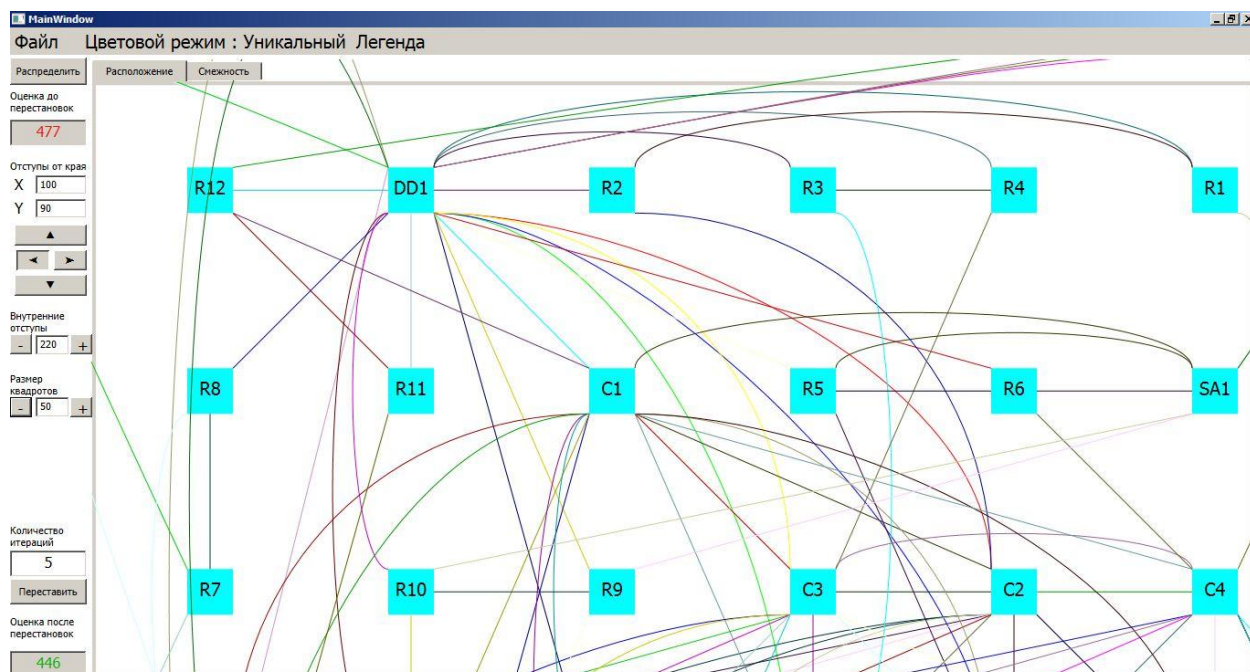 MainWindow
Файл Цветовой режим : Уникальный Легенда
Распределить
Расположение Смежность
Оценка до
перестановок
477
Отступы от края
X 100
Y 90
Внутренние
отступы
- 220 +
Размер
квадротов
- 50 +
Количество
итераций
5
Переставить
Оценка после
перестановок
446
R12 DD1 R2 R3 R4 R1
R8 R11 C1 R5 R6 SA1
R7 R10 R9 C3 C2 C4